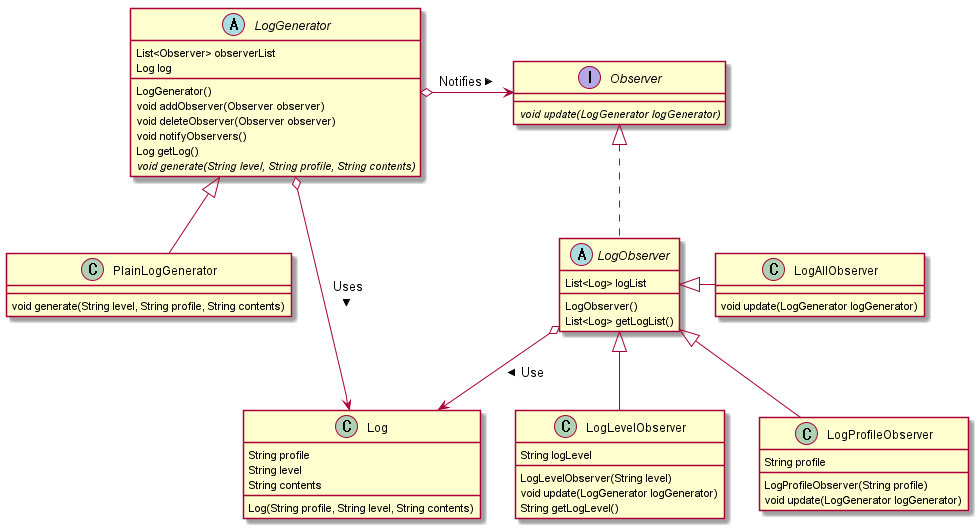 A LogGenerator
List<Observer> observerList
Log log
LogGenerator()
void addObserver(Observer observer)
void deleteObserver(Observer observer)
void notifyObservers()
Log getLog()
void generate(String level, String profile, String contents)
Notifies ►
I Observer
void update(LogGenerator logGenerator)
C PlainLogGenerator
void generate(String level, String profile, String contents)
Uses
▼
A LogObserver
List<Log> logList
LogObserver()
List<Log> getLogList()
C LogAllObserver
void update(LogGenerator logGenerator)
◄ Use
C Log
String profile
String level
String contents
Log(String profile, String level, String contents)
C LogLevelObserver
String logLevel
LogLevelObserver(String level)
void update(LogGenerator logGenerator)
String getLogLevel()
C LogProfileObserver
String profile
LogProfileObserver(String profile)
void update(LogGenerator logGenerator)